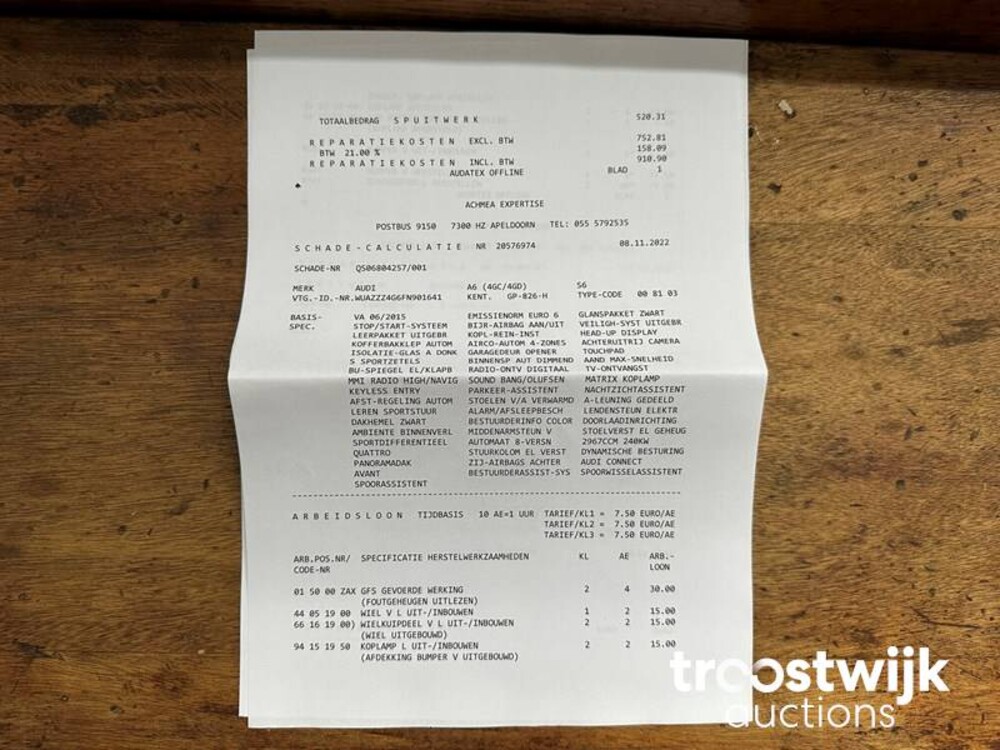 TOTAALBEDRAG S P U I T W E R K 520.31
R E P A R A T I E K O S T E N EXCL. BTW 752.81
BTW 21.00 % 158.09
R E P A R A T I E K O S T E N INCL. BTW 910.90
AUDATEX OFFLINE BLAD 1
ACHMEA EXPERTISE
POSTBUS 9150 7300 HZ APELDOORN TEL: 055 5792535
S C H A D E - C A L C U L A T I E NR 20576974 08.11.2022
SCHADE-NR QS06804257/001
MERK AUDI A6 (4GC/4GD) S6
VTG.-ID.-NR.WUAZZZ4G6FN901641 KENT. GP-826-H TYPE-CODE 00 81 03
BASIS- VA 06/2015 EMISSIENORM EURO 6 GLANSPAKKET ZWART
SPEC. STOP/START-SYSTEEM BIJR-AIRBAG AAN/UIT VEILIGH-SYST UITGEBR
LEERPAKKET UITGEBR KOPL-REIN-INST HEAD-UP DISPLAY
KOFFERBAKKLEP AUTOM AIRCO-AUTOM 4-ZONES ACHTERUITRIJ CAMERA
ISOLATIE-GLAS A DONK GARAGEDEUR OPENER TOUCHPAD
S SPORTZETELS BINNENSP AUT DIMMEND AAND MAX-SNELHEID
BU-SPIEGEL EL/KLAPB RADIO-ONTV DIGITAAL TV-ONTVANGST
MMI RADIO HIGH/NAVIG SOUND BANG/OLUFSEN MATRIX KOPLAMP
KEYLESS ENTRY PARKEER-ASSISTENT NACHTZICHTASSISTENT
AFST-REGELING AUTOM STOELEN V/A VERWARMD A-LEUNING GEDEELD
LEREN SPORTSTUUR ALARM/AFSLEEPBESCH LENDENSTEUN ELEKTR
DAKHEMEL ZWART BESTUURDERINFO COLOR DOORLAADINRICHTING
AMBIENTE BINNENVERL MIDDENARMSTEUN V STOELVERST EL GEHEUG
SPORTDIFFERENTIEEL AUTOMAAT 8-VERSN 2967CCM 240KW
QUATTRO STUURKOLOM EL VERST DYNAMISCHE BESTURING
PANORAMADAK ZIJ-AIRBAGS ACHTER AUDI CONNECT
AVANT BESTUURDERASSIST-SYS SPOORWISSELASSISTENT
SPOORASSISTENT
A R B E I D S L O O N TIJDBASIS 10 AE=1 UUR TARIEF/KL1 = 7.50 EURO/AE
TARIEF/KL2 = 7.50 EURO/AE
TARIEF/KL3 = 7.50 EURO/AE
ARB.POS.NR/ SPECIFICATIE HERSTELWERKZAAMHEDEN KL AE ARB.-
CODE-NR LOON
01 50 00 ZAX GFS GEVOERDE WERKING 2 4 30.00
(FOUTGEHEUGEN UITLEZEN)
44 05 19 00 WIEL V L UIT-/INBOUWEN 1 2 15.00
66 16 19 00) WIELKUIPDEEL V L UIT-/INBOUWEN 2 2 15.00
(WIEL UITGEBOUWD)
94 15 19 50 KOPLAMP L UIT-/INBOUWEN 2 2 15.00
(AFDEKKING BUMPER V UITGEBOUWD)
troostwijk
auctions